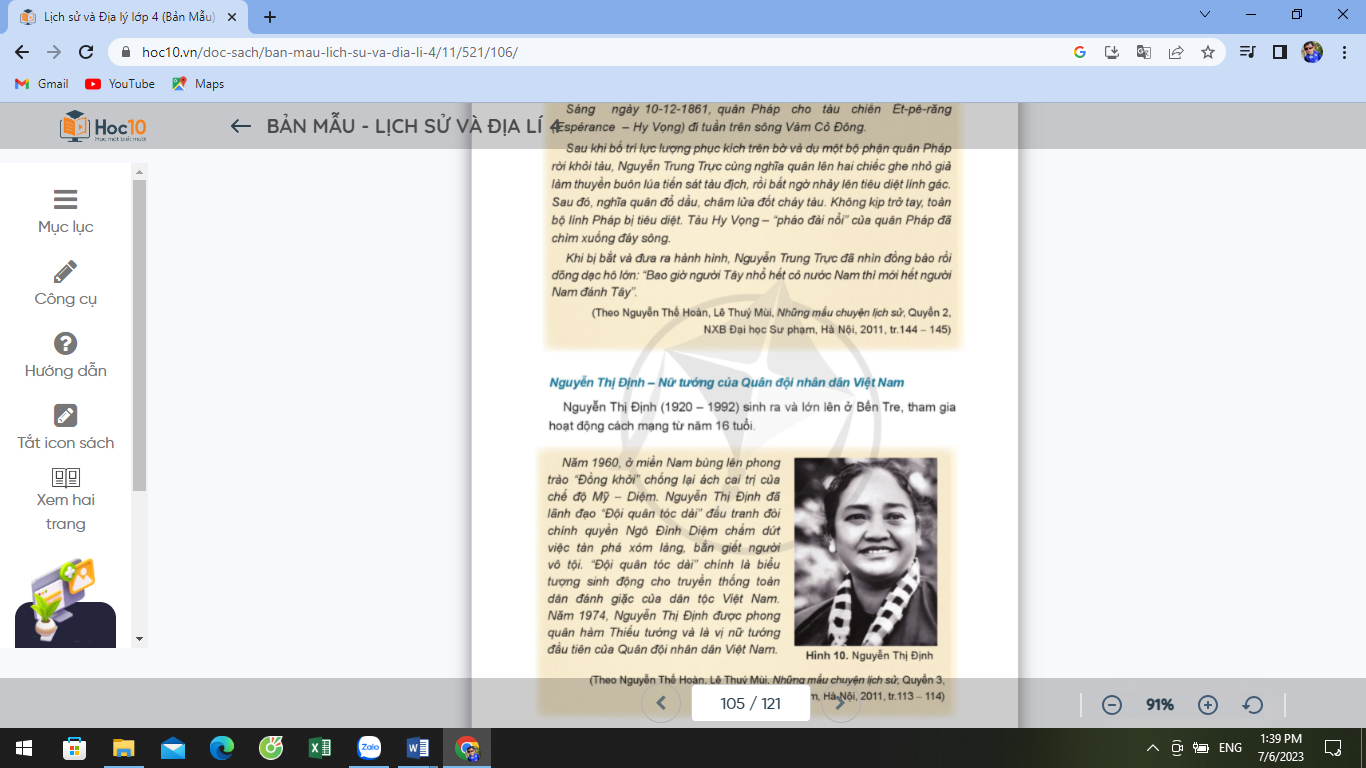 Lịch sử và Địa lý lớp 4 (Bản Mẫu)
hoc10.vn/doc-sach/ban-mau-lich-su-va-dia-li-4/11/521/106/
Gmail
YouTube
Maps
Hoc10
Học một biết mười
BẢN MẪU - LỊCH SỬ VÀ ĐỊA LÍ 4
Mục lục
Công cụ
Hướng dẫn
Tắt icon sách
Xem hai
trang
Sáng ngày 10-12-1861, quân Pháp cho tàu chiến Ét-pê-răng
(Espérance – Hy Vọng) đi tuần trên sông Vàm Cỏ Đông.
Sau khi bố trí lực lượng phục kích trên bờ và dụ một bộ phận quân Pháp
rời khỏi tàu, Nguyễn Trung Trực cùng nghĩa quân lên hai chiếc ghe nhỏ giả
làm thuyền buôn lúa tiến sát tàu địch, rồi bất ngờ nhảy lên tiêu diệt lính gác.
Sau đó, nghĩa quân đổ dầu, châm lửa đốt cháy tàu. Không kịp trở tay, toàn
bộ lính Pháp bị tiêu diệt. Tàu Hy Vọng – “pháo đài nổi” của quân Pháp đã
chìm xuống đáy sông.
Khi bị bắt và đưa ra hành hình, Nguyễn Trung Trực đã nhìn đồng bào rồi
dõng dạc hô lớn: “Bao giờ người Tây nhổ hết cỏ nước Nam thì mới hết người
Nam đánh Tây”.
(Theo Nguyễn Thế Hoàn, Lê Thuý Mùi, Những mẩu chuyện lịch sử, Quyển 2,
NXB Đại học Sư phạm, Hà Nội, 2011, tr.144 – 145)
Nguyễn Thị Định – Nữ tướng của Quân đội nhân dân Việt Nam
Nguyễn Thị Định (1920 – 1992) sinh ra và lớn lên ở Bến Tre, tham gia
hoạt động cách mạng từ năm 16 tuổi.
Năm 1960, ở miền Nam bùng lên phong
trào “Đồng khởi” chống lại ách cai trị của
chế độ Mỹ – Diệm. Nguyễn Thị Định đã
lãnh đạo “Đội quân tóc dài” đấu tranh đòi
chính quyền Ngô Đình Diệm chấm dứt
việc tàn phá xóm làng, bắn giết người
vô tội. “Đội quân tóc dài” chính là biểu
tượng sinh động cho truyền thống toàn
dân đánh giặc của dân tộc Việt Nam.
Năm 1974, Nguyễn Thị Định được phong
quân hàm Thiếu tướng và là vị nữ tướng
đầu tiên của Quân đội nhân dân Việt Nam.
Hình 10. Nguyễn Thị Định
(Theo Nguyễn Thế Hoàn, Lê Thuý Mùi, Những mẩu chuyện lịch sử, Quyển 3,
Hà Nội, 2011, tr.113 – 114)
105 / 121
91%
Zalo
ENG
1:39 PM
7/6/2023